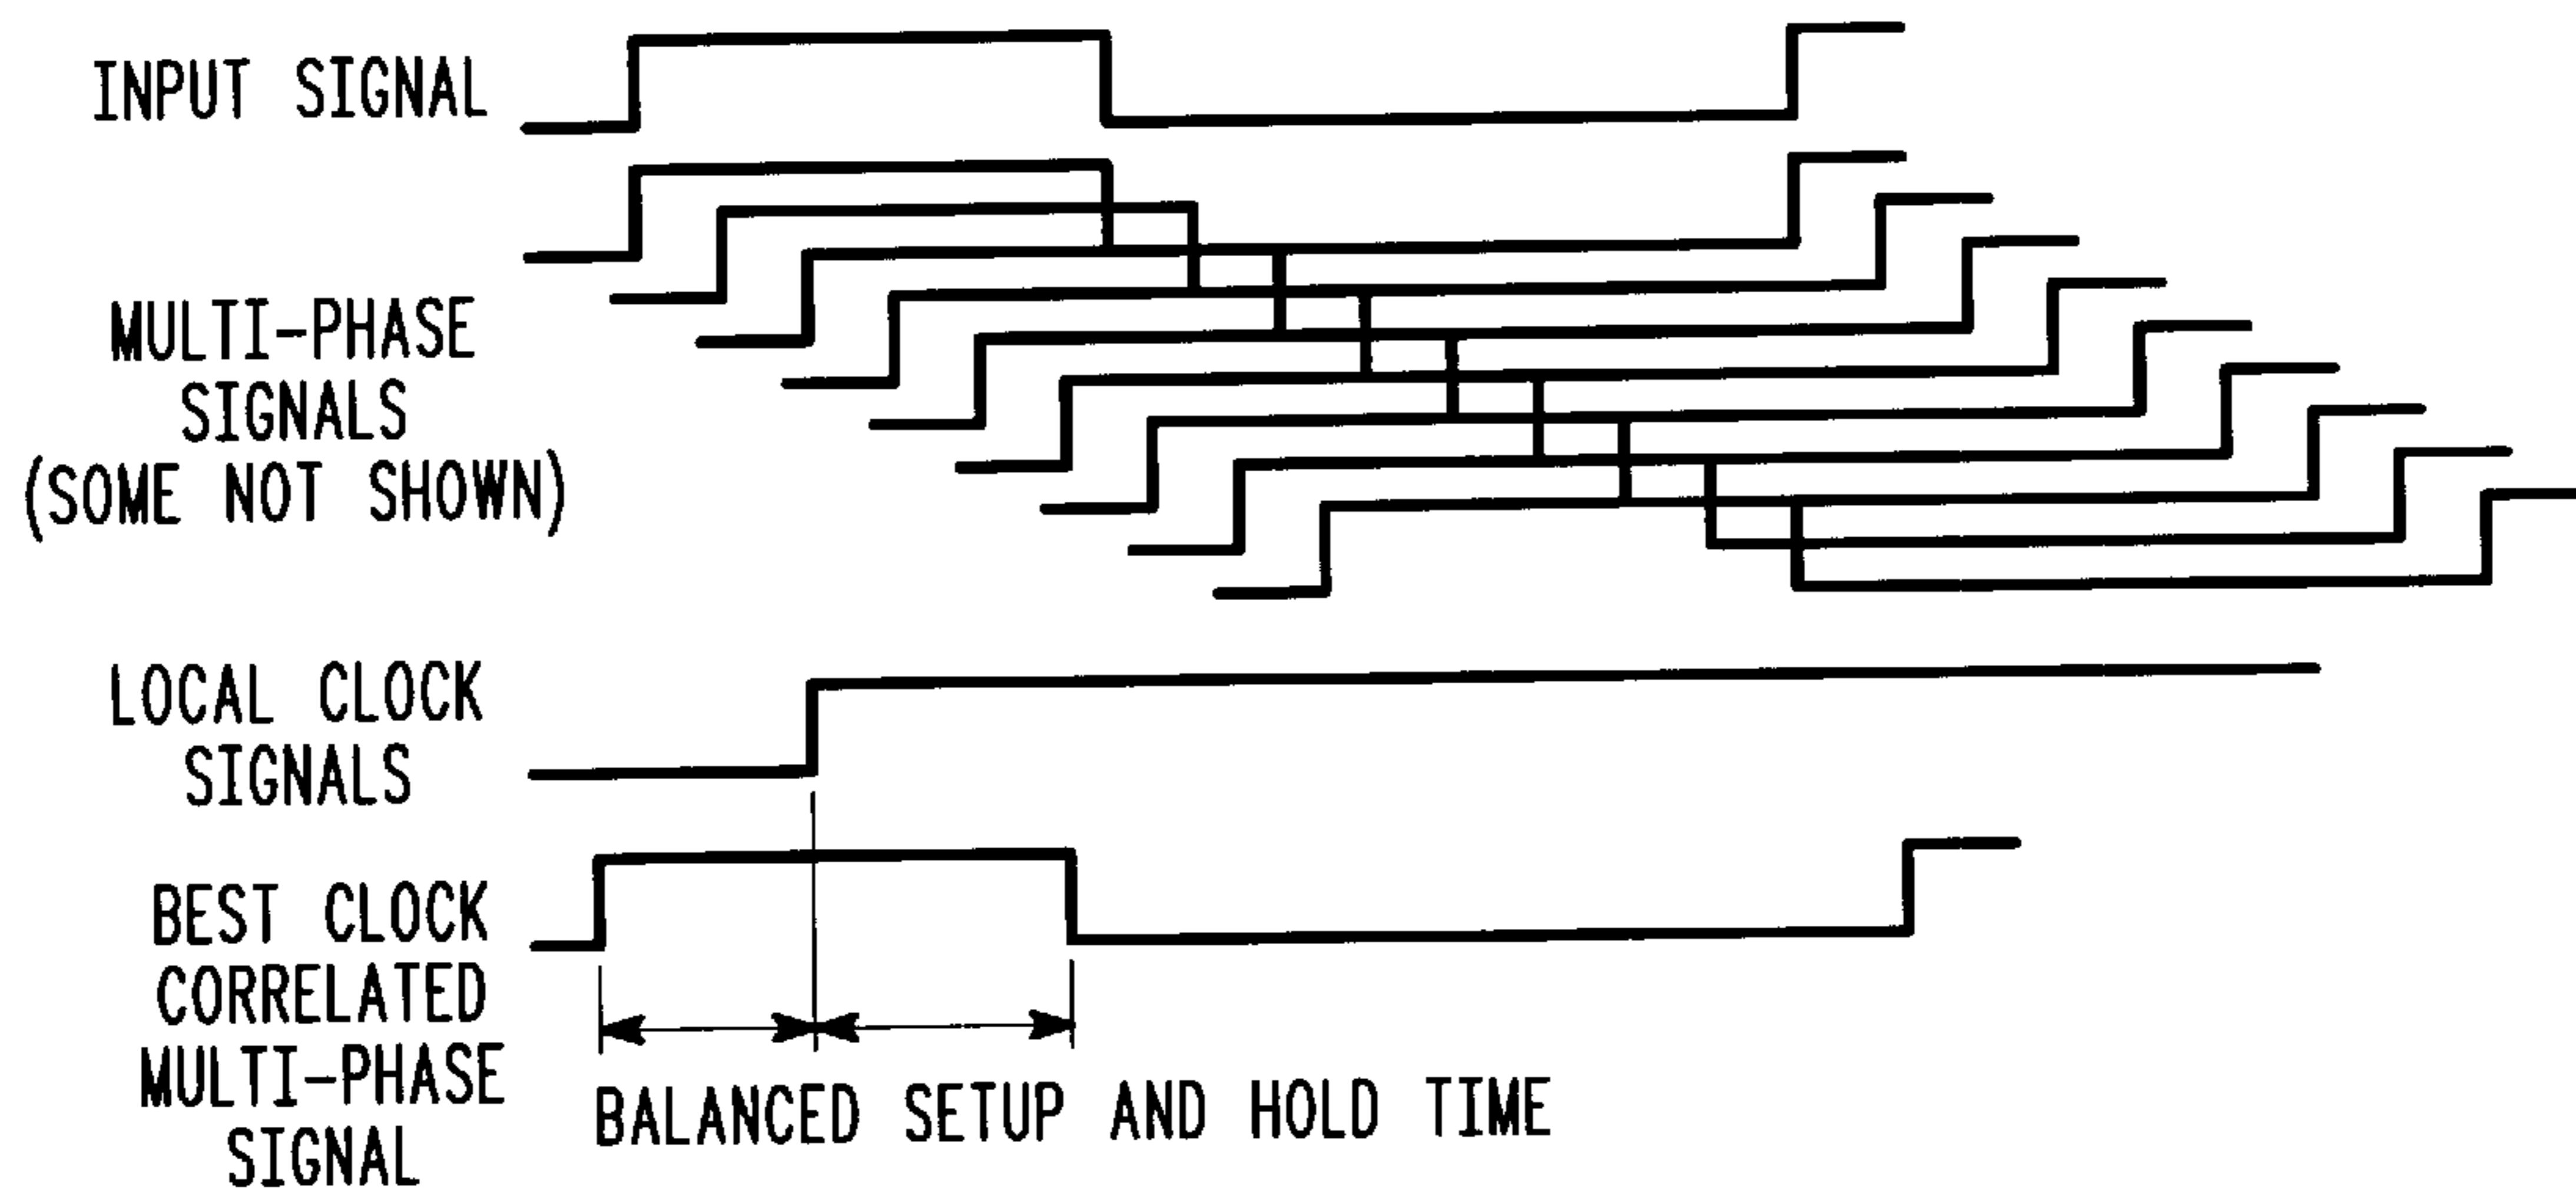 INPUT SIGNAL
MULTI-PHASE
SIGNALS
(SOME NOT SHOWN)
LOCAL CLOCK
SIGNALS
BEST CLOCK
CORRELATED
MULTI-PHASE
SIGNAL
BALANCED SETUP AND HOLD TIME